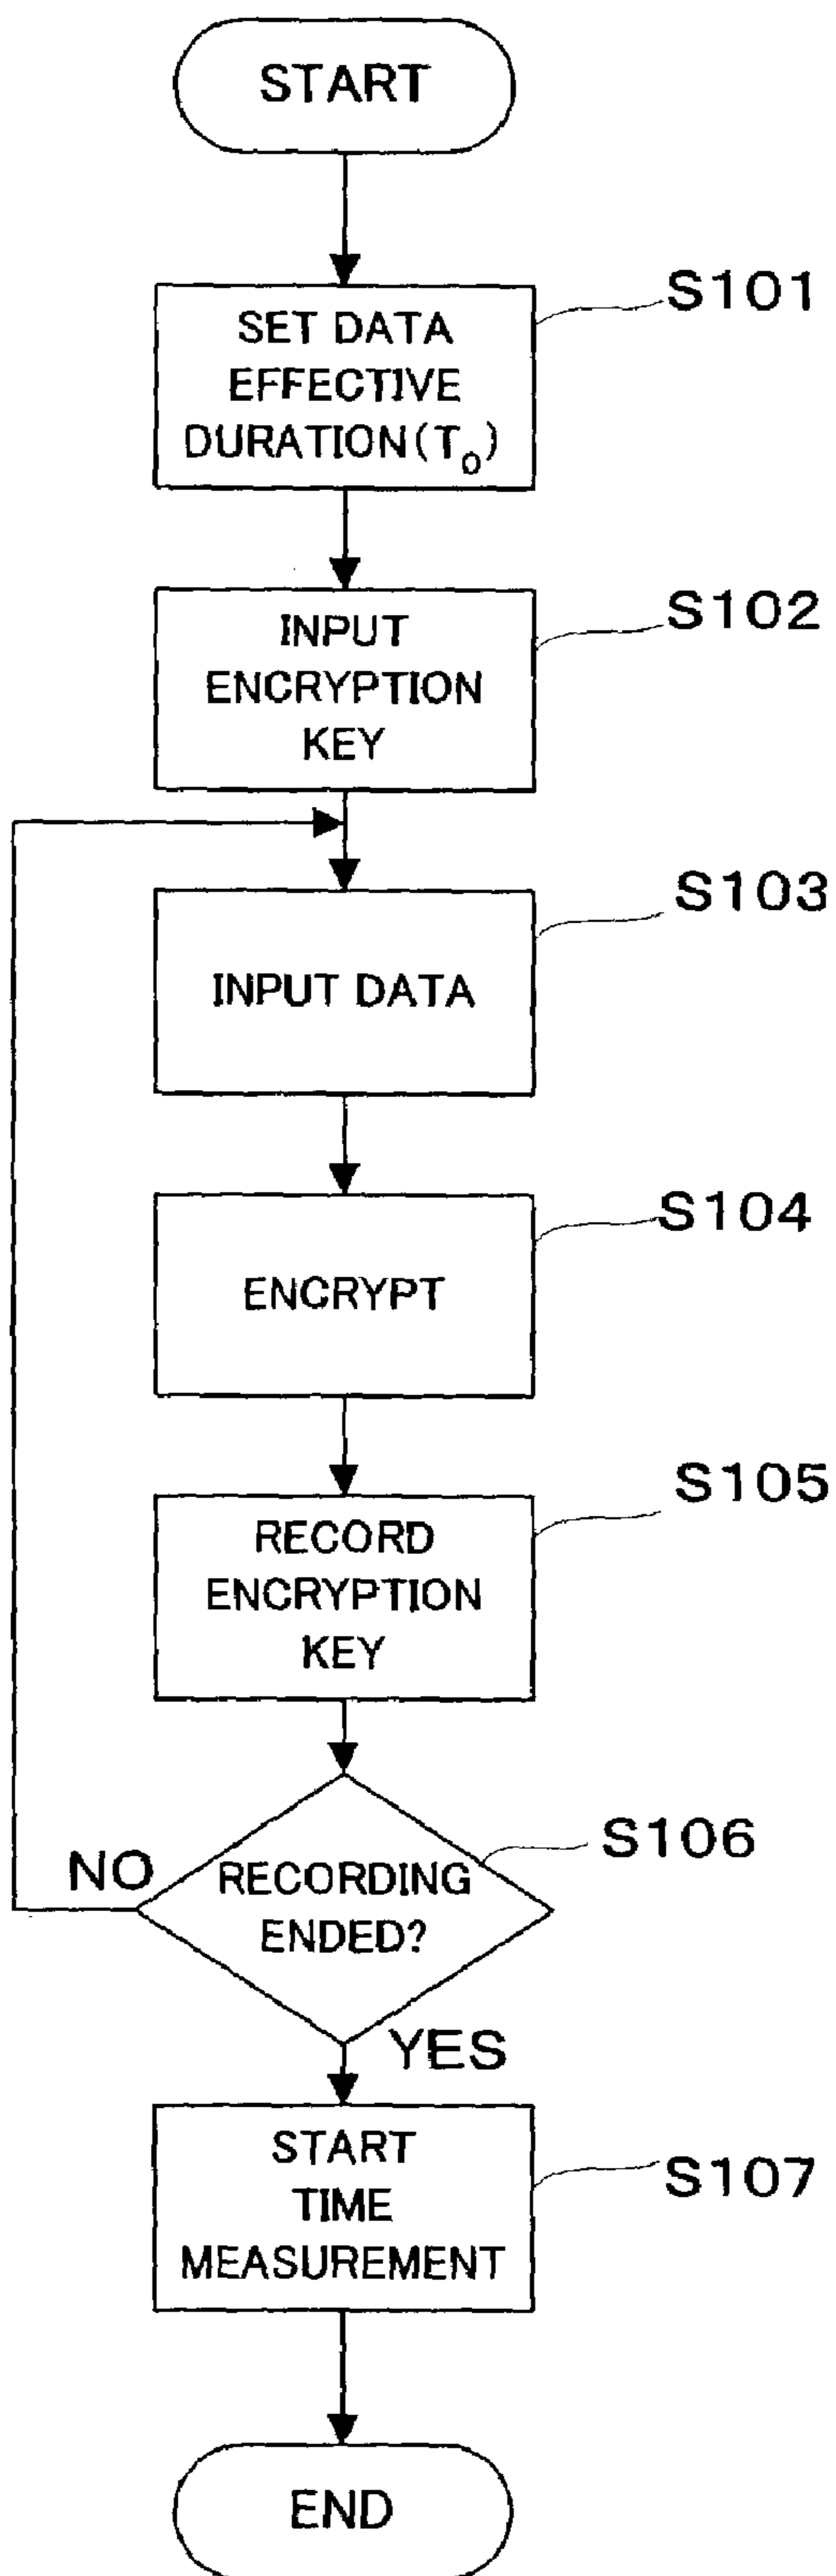 START
S101
SET DATA
EFFECTIVE
DURATION(T₀)
S102
INPUT
ENCRYPTION
KEY
S103
INPUT DATA
S104
ENCRYPT
S105
RECORD
ENCRYPTION
KEY
S106
NO
RECORDING
ENDED?
YES
START
TIME
MEASUREMENT
S107
END